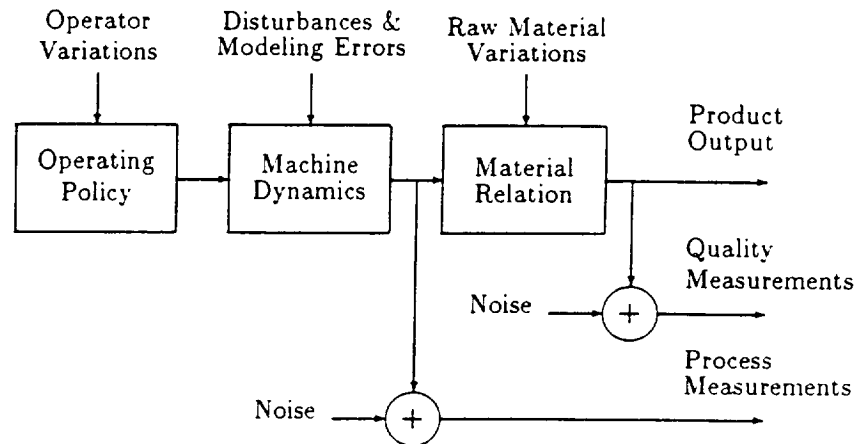 Operator
Variations
Disturbances &
Modeling Errors
Raw Material
Variations
Operating
Policy
Machine
Dynamics
Material
Relation
Product
Output
Quality
Measurements
Noise
+
Process
Measurements
Noise
+